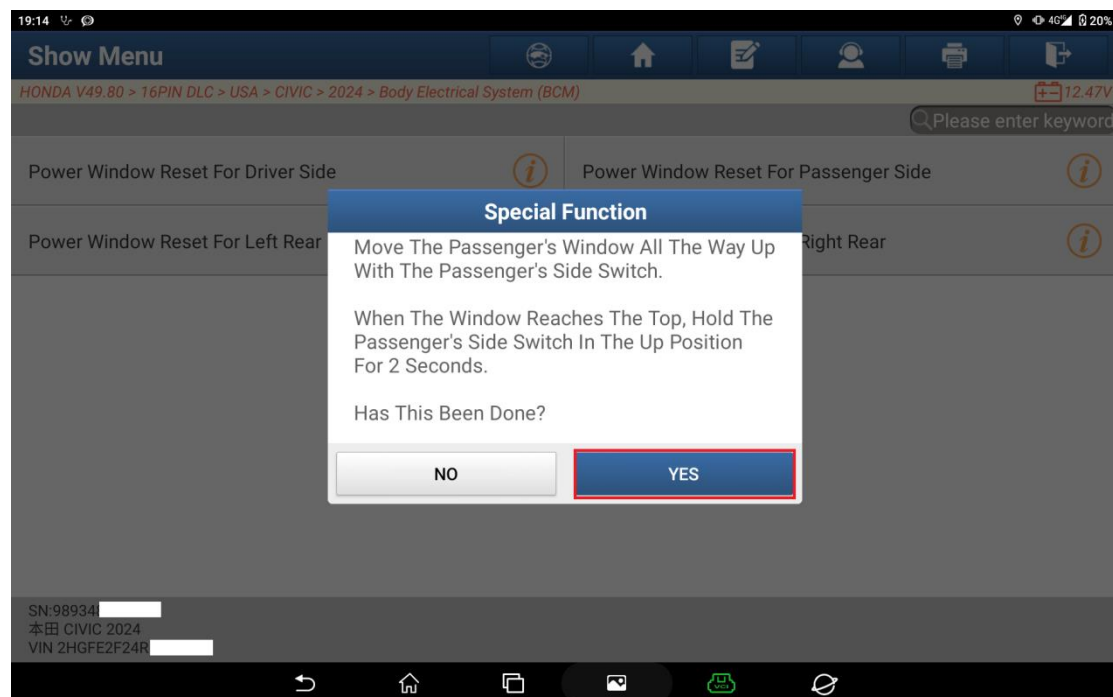 19:14
4G 20%
Show Menu
HONDA V49.80 > 16PIN DLC > USA > CIVIC > 2024 > Body Electrical System (BCM)
12.47V
Please enter keyword
Power Window Reset For Driver Side
Power Window Reset For Passenger Side
Power Window Reset For Left Rear
Right Rear
Special Function
Move The Passenger's Window All The Way Up
With The Passenger's Side Switch.
When The Window Reaches The Top, Hold The
Passenger's Side Switch In The Up Position
For 2 Seconds.
Has This Been Done?
NO
YES
SN:98934
本田 CIVIC 2024
VIN 2HGFE2F24R
VCI